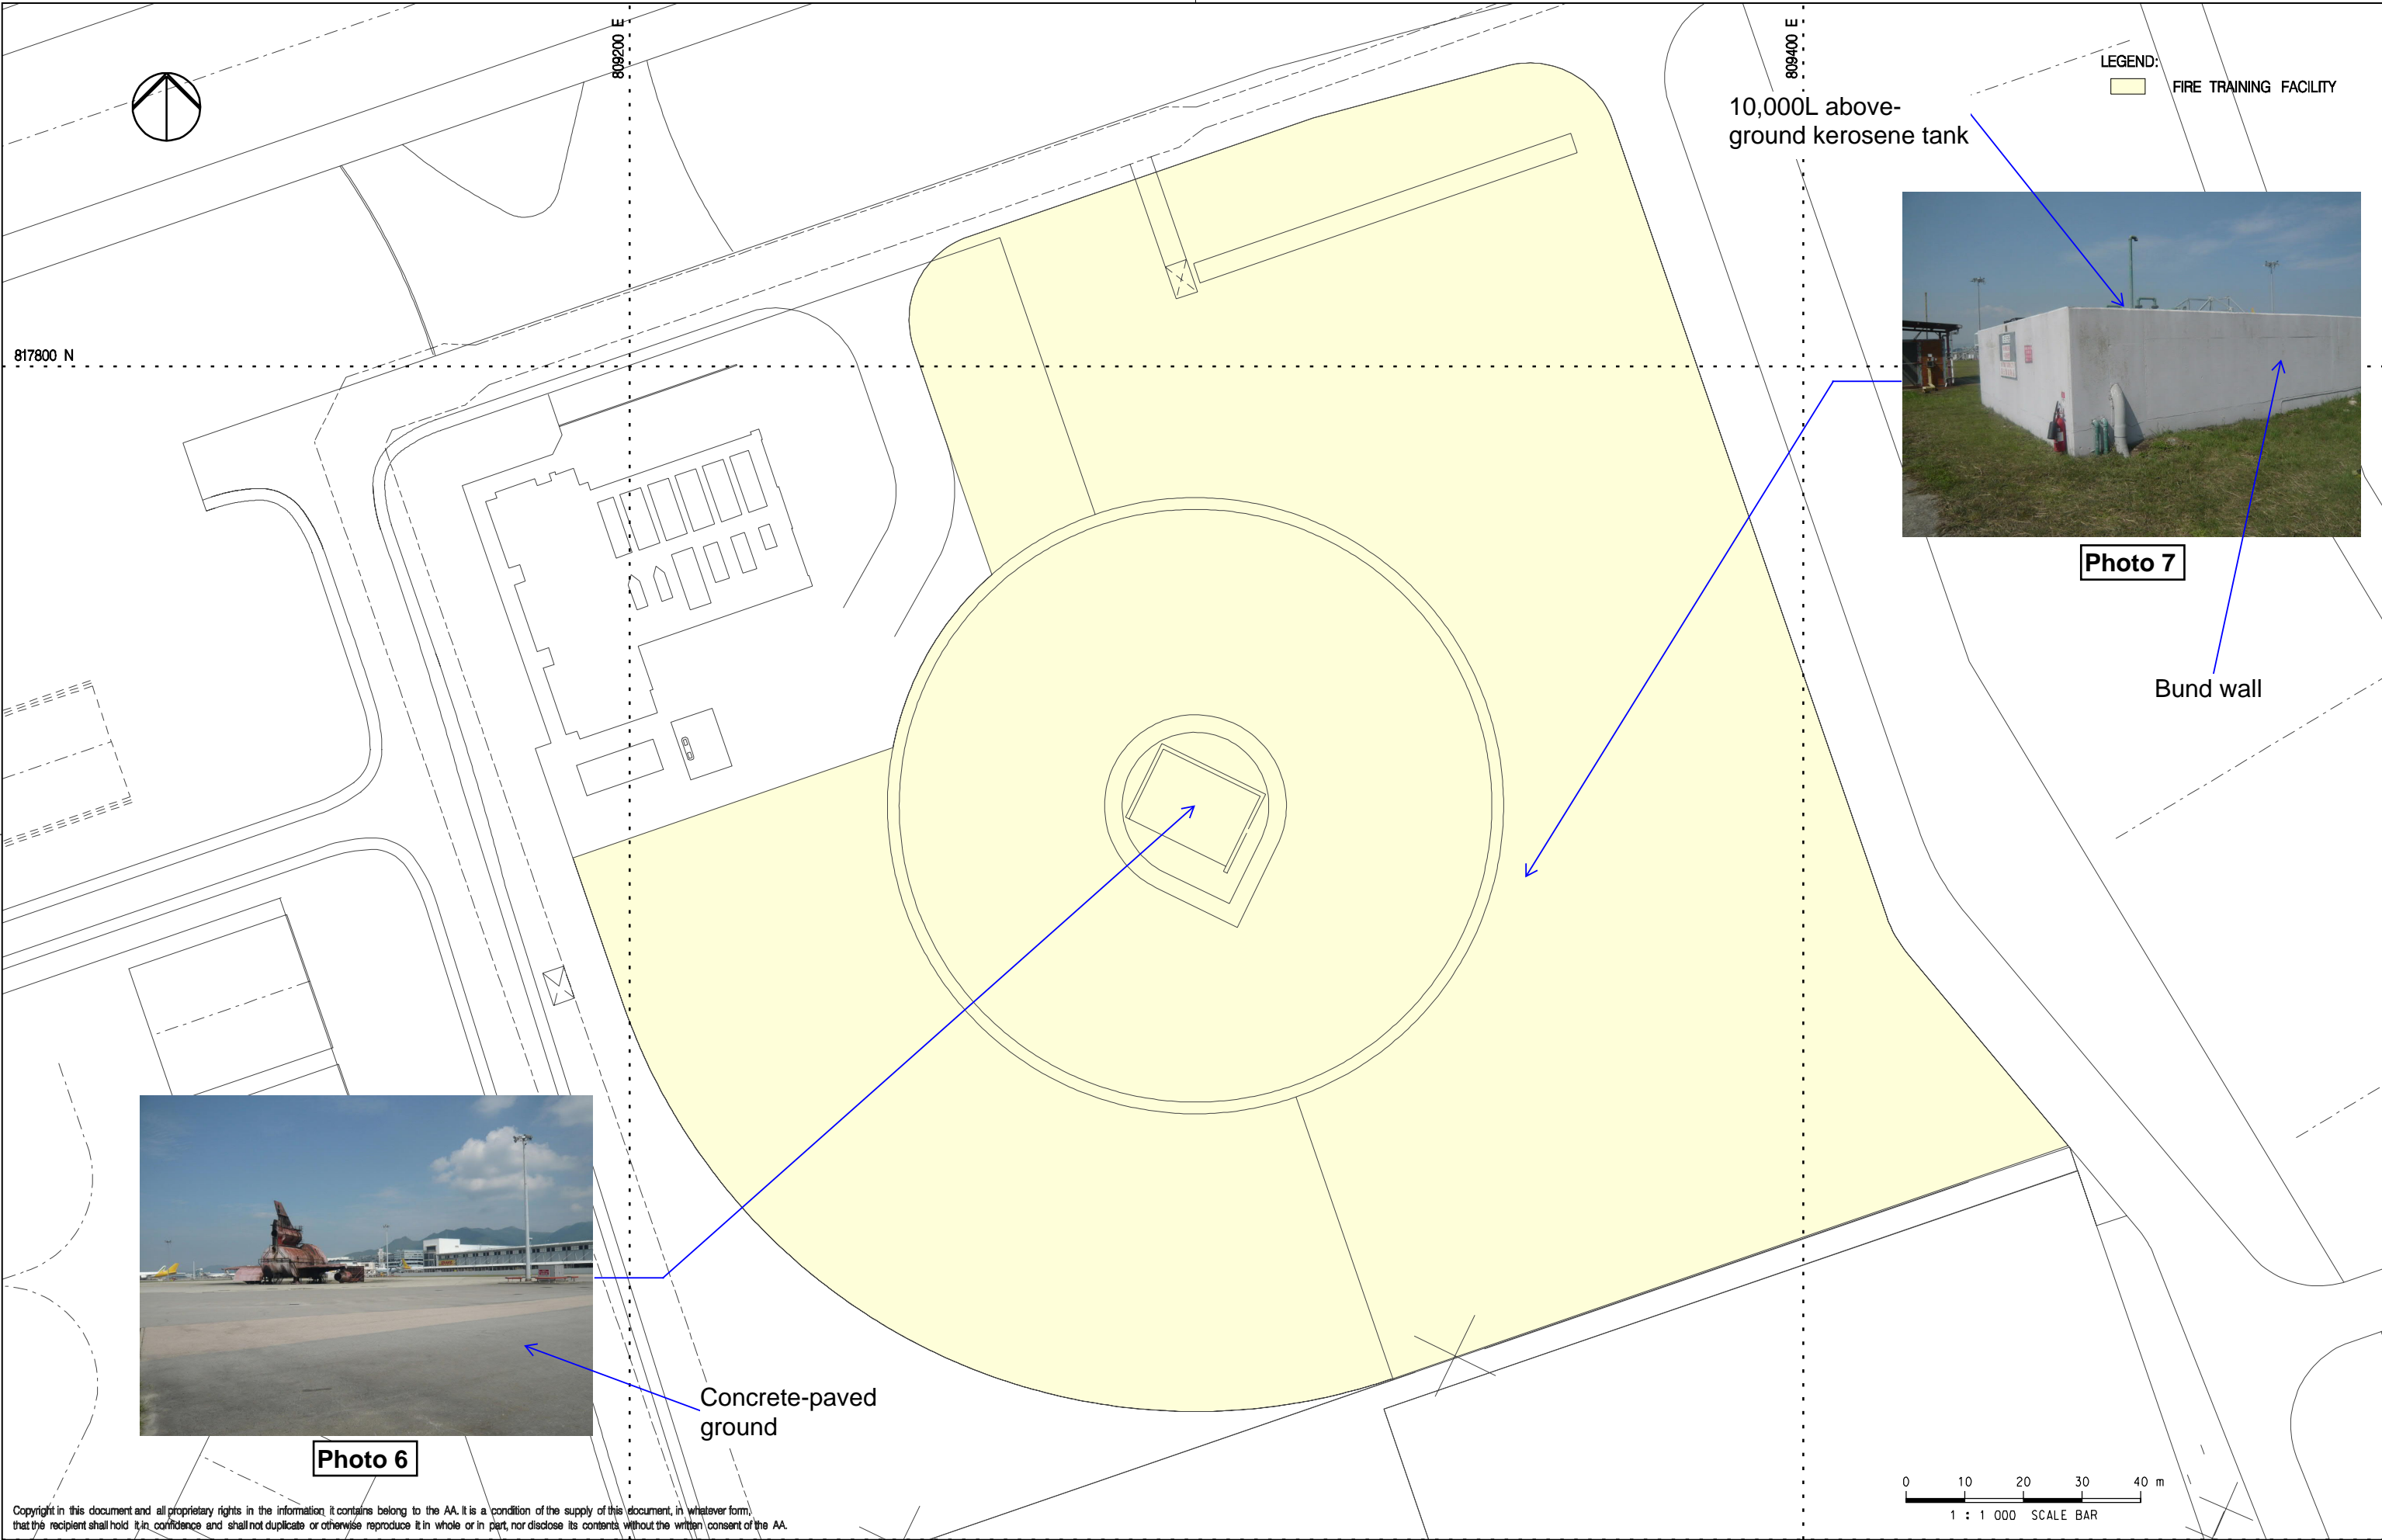 809200 E
809400 E
LEGEND:
FIRE TRAINING FACILITY
10,000L above-
ground kerosene tank
817800 N
Photo 7
Bund wall
Concrete-paved
ground
Photo 6
0 10 20 30 40 m
1 : 1 000 SCALE BAR
Copyright in this document and all proprietary rights in the information it contains belong to the AA. It is a condition of the supply of this document, in whatever form,
that the recipient shall hold it in confidence and shall not duplicate or otherwise reproduce it in whole or in part, nor disclose its contents without the written consent of the AA.